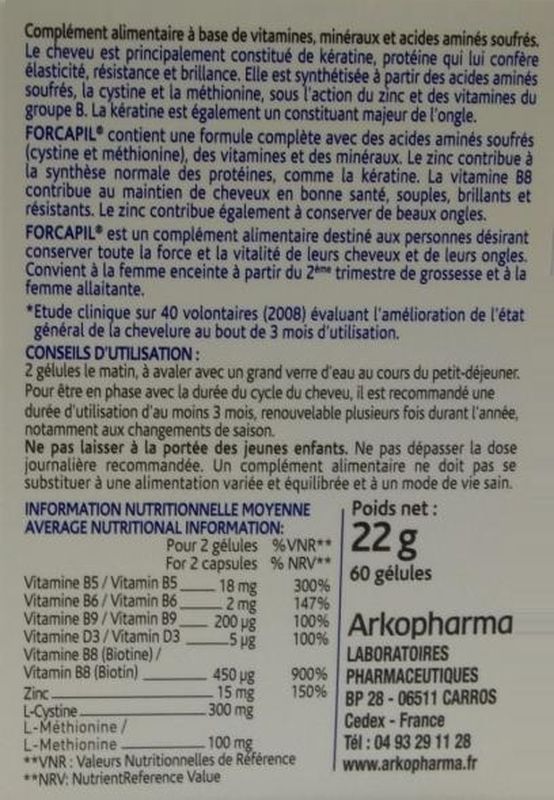 Complément alimentaire à base de vitamines, minéraux et acides aminés soufrés.
Le cheveu est principalement constitué de kératine, protéine qui lui confère
élasticité, résistance et brillance. Elle est synthétisée à partir des acides aminés
soufrés, la cystine et la méthionine, sous l'action du zinc et des vitamines du
groupe B. La kératine est également un constituant majeur de l'ongle.
FORCAPIL® contient une formule complète avec des acides aminés soufrés
(cystine et méthionine), des vitamines et des minéraux. Le zinc contribue à
la synthèse normale des protéines, comme la kératine. La vitamine B8
contribue au maintien de cheveux en bonne santé, souples, brillants et
résistants. Le zinc contribue également à conserver de beaux ongles.
FORCAPIL® est un complément alimentaire destiné aux personnes désirant
conserver toute la force et la vitalité de leurs cheveux et de leurs ongles.
Convient à la femme enceinte à partir du 2ème trimestre de grossesse et à la
femme allaitante.
*Etude clinique sur 40 volontaires (2008) évaluant l'amélioration de l'état
général de la chevelure au bout de 3 mois d'utilisation.
CONSEILS D'UTILISATION :
2 gélules le matin, à avaler avec un grand verre d'eau au cours du petit-déjeuner.
Pour être en phase avec la durée du cycle du cheveu, il est recommandé une
durée d'utilisation d'au moins 3 mois, renouvelable plusieurs fois durant l'année,
notamment aux changements de saison.
Ne pas laisser à la portée des jeunes enfants. Ne pas dépasser la dose
journalière recommandée. Un complément alimentaire ne doit pas se
substituer à une alimentation variée et équilibrée et à un mode de vie sain.
INFORMATION NUTRITIONNELLE MOYENNE
AVERAGE NUTRITIONAL INFORMATION:
Pour 2 gélules %VNR**
For 2 capsules % NRV**
Vitamine B5 / Vitamin B5 18 mg 300%
Vitamine B6 / Vitamin B6 2 mg 147%
Vitamine B9 / Vitamin B9 200 µg 100%
Vitamine D3 / Vitamin D3 5 µg 100%
Vitamine B8 (Biotine) /
Vitamin B8 (Biotin) 450 µg 900%
Zinc 15 mg 150%
L-Cystine 300 mg
L-Méthionine /
L-Methionine 100 mg
**VNR : Valeurs Nutritionnelles de Référence
**NRV: NutrientReference Value
Poids net :
22 g
60 gélules
Arkopharma
LABORATOIRES
PHARMACEUTIQUES
BP 28 - 06511 CARROS
Cedex - France
Tél : 04 93 29 11 28
www.arkopharma.fr